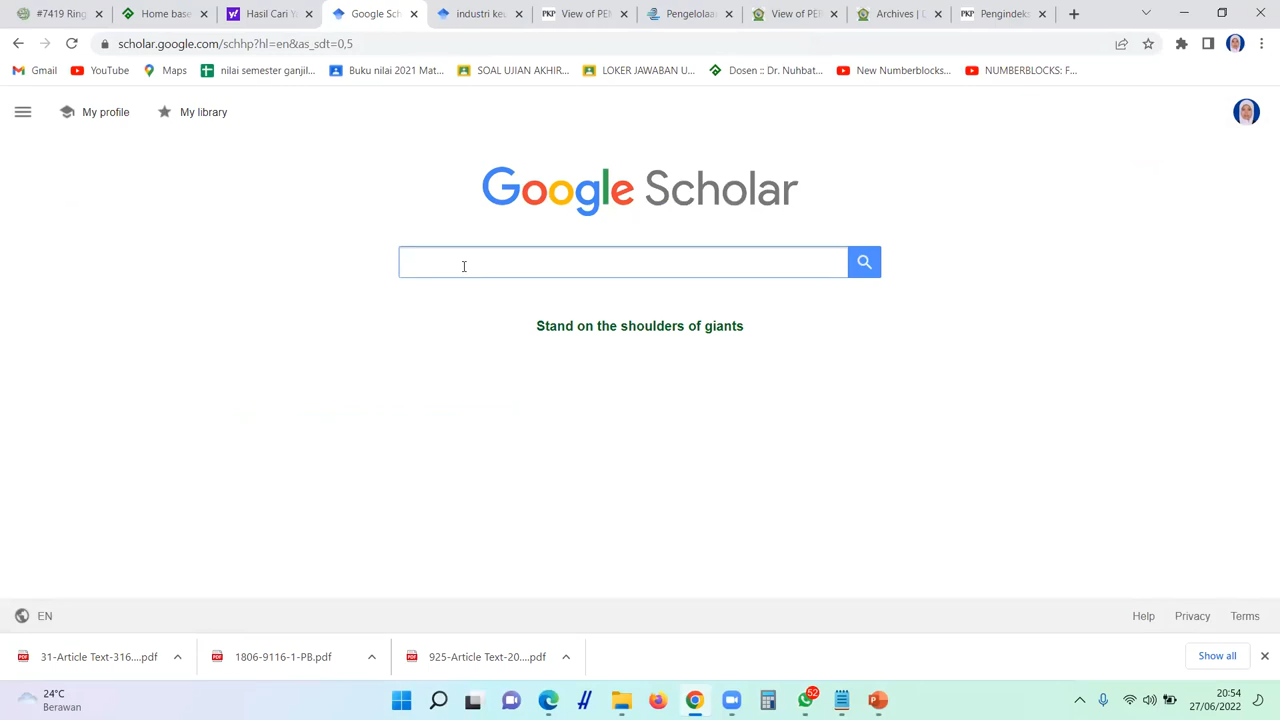 #7419 Ring
Home base
Hasil Cari Y
Google Sch
industri ke
View of PE
Pengelolaa
View of PE
Archives |
Pengindeks
scholar.google.com/schhp?hl=en&as_sdt=0,5
Gmail
YouTube
Maps
nilai semester ganjil...
Buku nilai 2021 Mat...
SOAL UJIAN AKHIR...
LOKER JAWABAN U...
Dosen :: Dr. Nuhbat...
New Numberblocks...
NUMBERBLOCKS: F...
My profile
My library
Google Scholar
Stand on the shoulders of giants
EN
Help
Privacy
Terms
31-Article Text-316....pdf
1806-9116-1-PB.pdf
925-Article Text-20....pdf
Show all
24°C
Berawan
52
20:54
27/06/2022